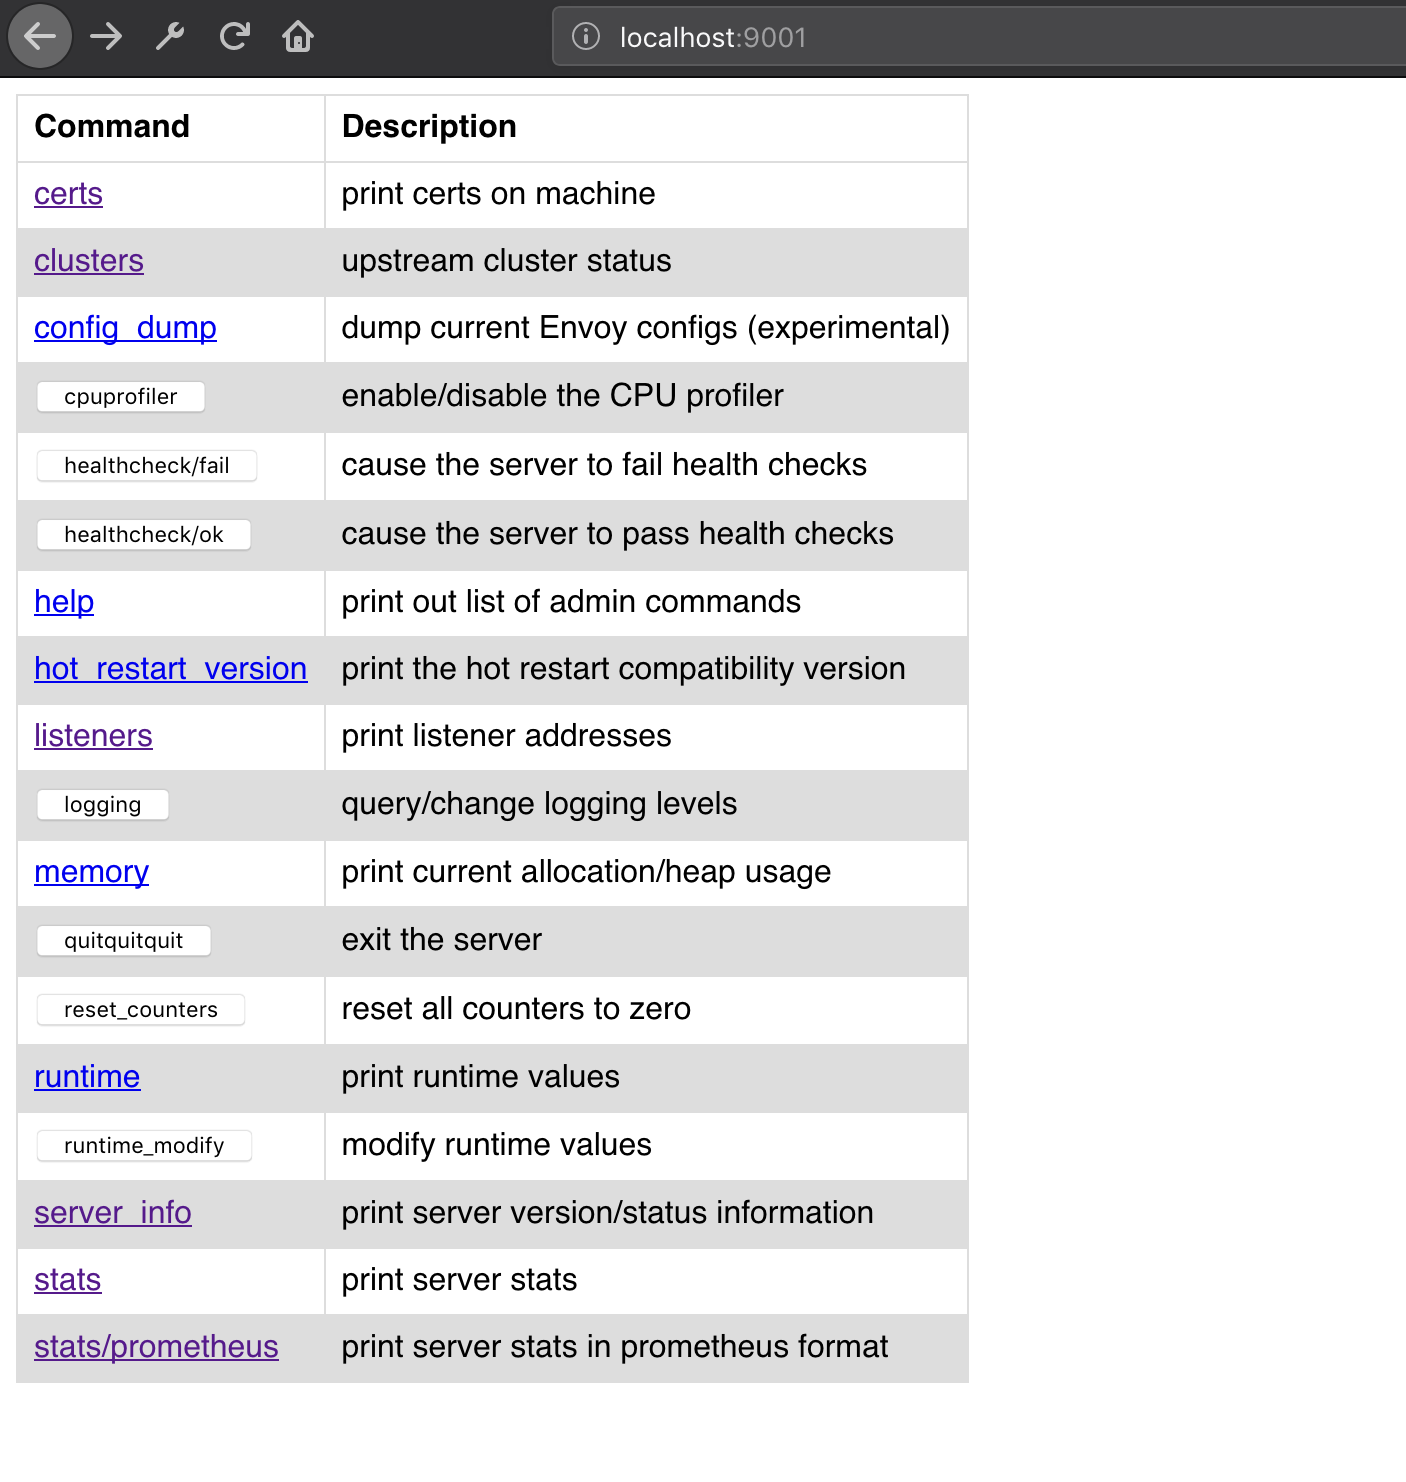 localhost:9001
Command Description
certs print certs on machine
clusters upstream cluster status
config_dump dump current Envoy configs (experimental)
cpuprofiler enable/disable the CPU profiler
healthcheck/fail cause the server to fail health checks
healthcheck/ok cause the server to pass health checks
help print out list of admin commands
hot_restart_version print the hot restart compatibility version
listeners print listener addresses
logging query/change logging levels
memory print current allocation/heap usage
quitquitquit exit the server
reset_counters reset all counters to zero
runtime print runtime values
runtime_modify modify runtime values
server_info print server version/status information
stats print server stats
stats/prometheus print server stats in prometheus format